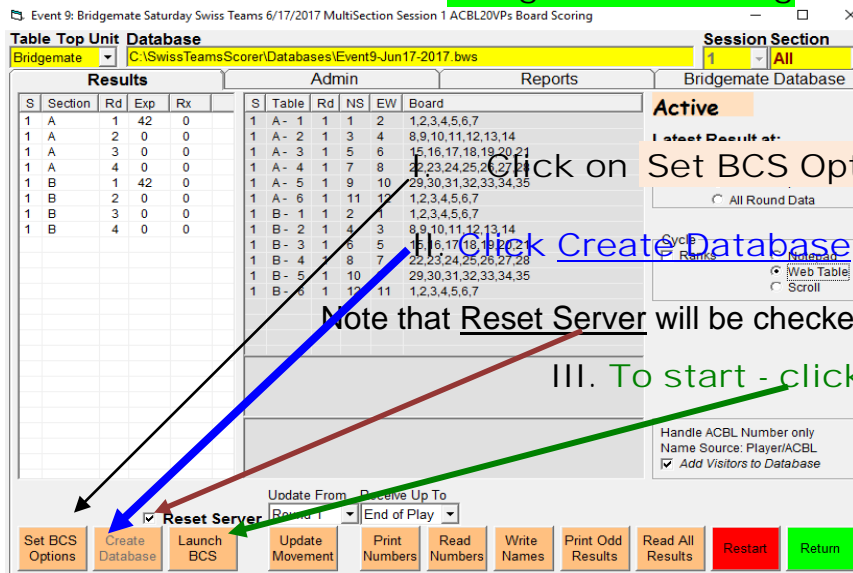 Event 9: Bridgemate Saturday Swiss Teams 6/17/2017 MultiSection Session 1 ACBL20VPs Board Scoring
Table Top Unit Database
Session Section
Bridgemate
C:\SwissTeamsScorer\Databases\Event9-Jun17-2017.bws
1
All
Results
Admin
Reports
Bridgemate Database
S Section Rd Exp Rx
1 A 1 42 0
1 A 2 0 0
1 A 3 0 0
1 A 4 0 0
1 B 1 42 0
1 B 2 0 0
1 B 3 0 0
1 B 4 0 0
S Table Rd NS EW Board
1 A - 1 1 1 2 1,2,3,4,5,6,7
1 A - 2 1 3 4 8,9,10,11,12,13,14
1 A - 3 1 5 6 15,16,17,18,19,20,21
1 A - 4 1 7 8 22,23,24,25,26,27,28
1 A - 5 1 9 10 29,30,31,32,33,34,35
1 A - 6 1 11 12 1,2,3,4,5,6,7
1 B - 1 1 2 1 1,2,3,4,5,6,7
1 B - 2 1 4 3 8,9,10,11,12,13,14
1 B - 3 1 6 5 15,16,17,18,19,20,21
1 B - 4 1 8 7 22,23,24,25,26,27,28
1 B - 5 1 10 29,30,31,32,33,34,35
1 B - 6 1 12 11 1,2,3,4,5,6,7
Active
Latest Result at:
I. Click on Set BCS Opt
All Round Data
II. Click Create Database
Cycle
Ranks
Notepad
Web Table
Scroll
Note that Reset Server will be checke
III. To start - click
Handle ACBL Number only
Name Source: Player/ACBL
Add Visitors to Database
Update From Receive Up To
Reset Server
Round 1
End of Play
Set BCS Options
Create Database
Launch BCS
Update Movement
Print Numbers
Read Numbers
Write Names
Print Odd Results
Read All Results
Restart
Return